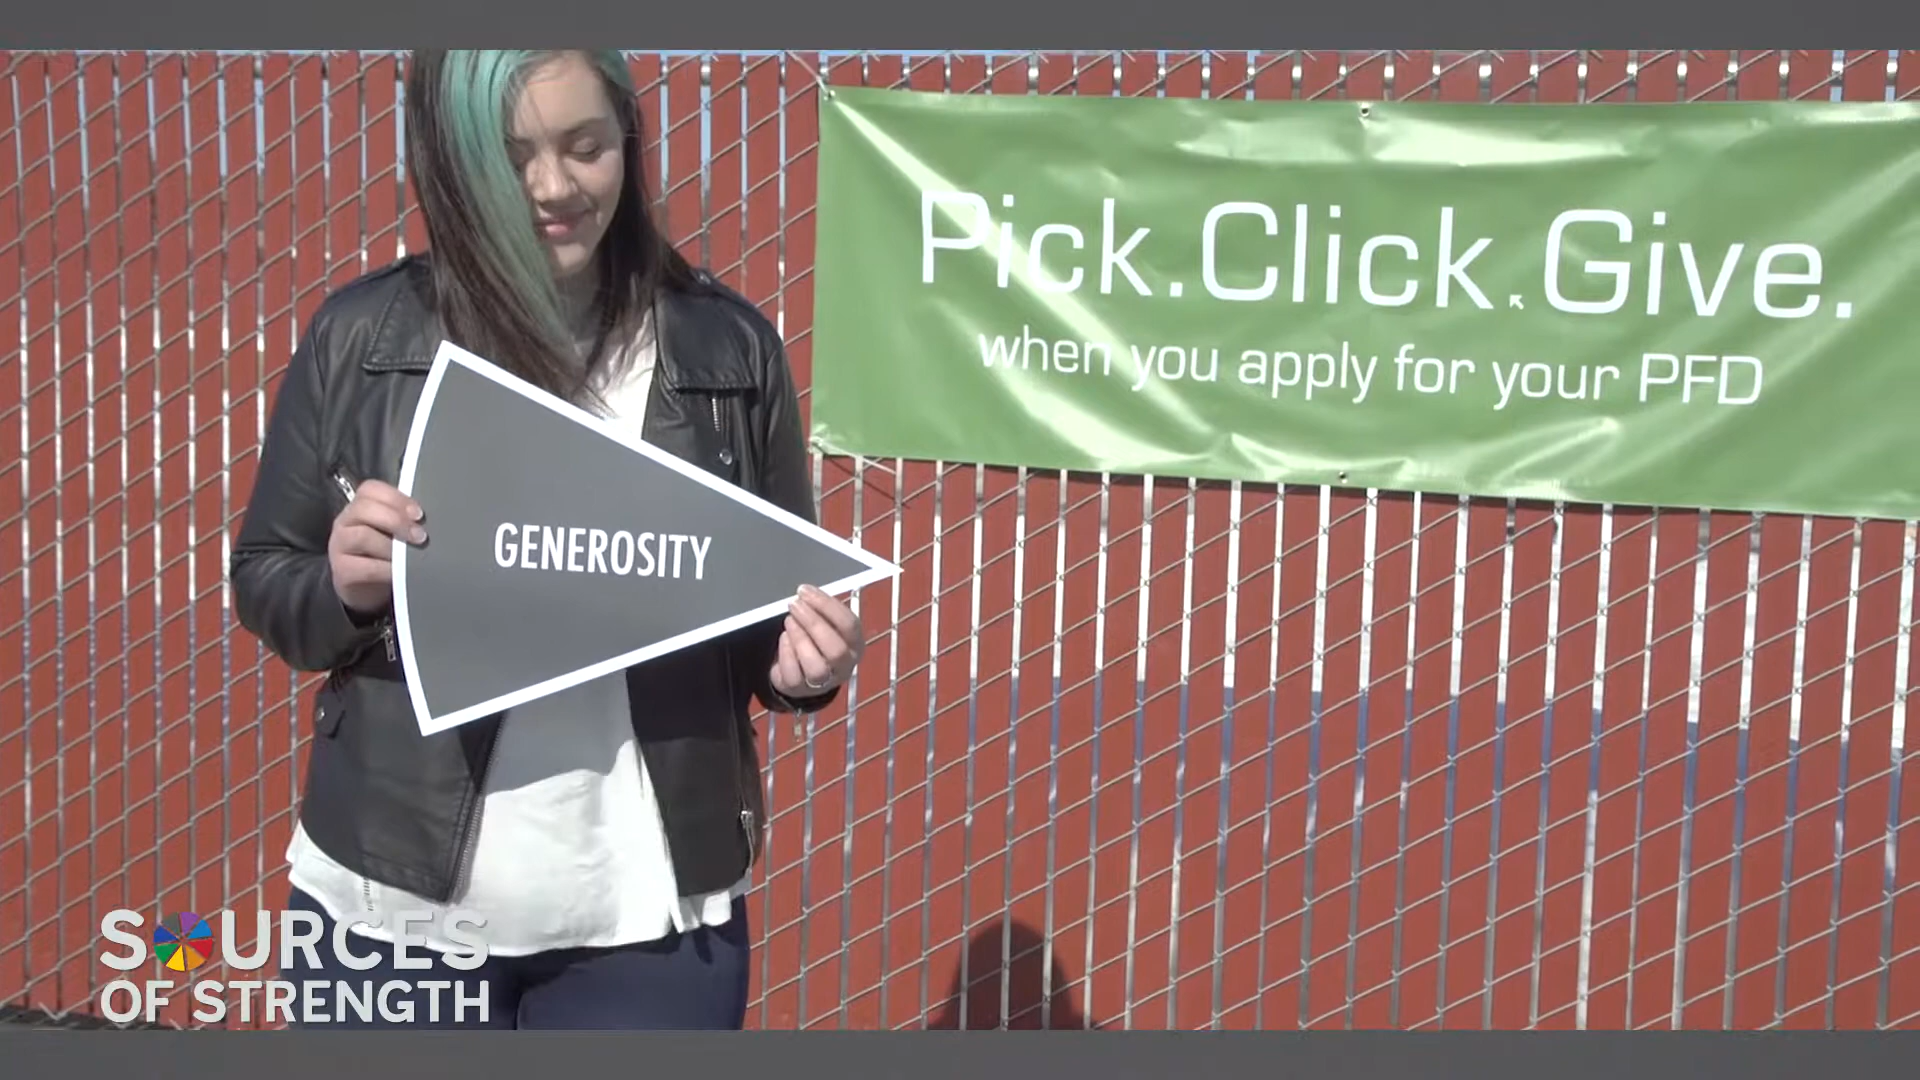 Pick.Click.Give.
when you apply for your PFD
GENEROSITY
SOURCES
OF STRENGTH